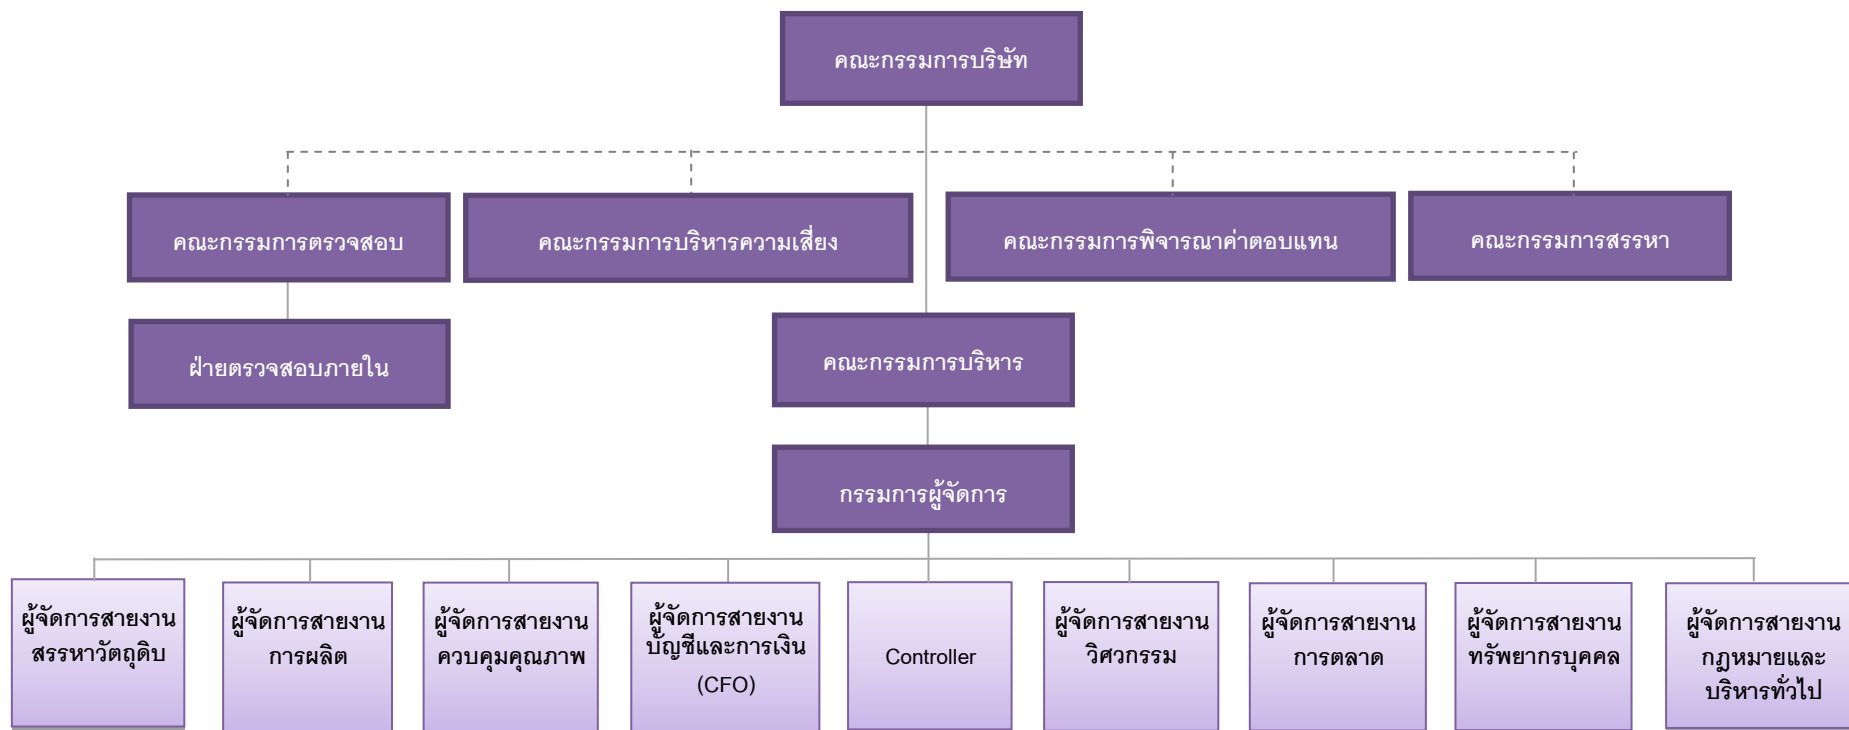 คณะกรรมการบริษัท
คณะกรรมการตรวจสอบ
คณะกรรมการบริหารความเสี่ยง
คณะกรรมการพิจารณาค่าตอบแทน
คณะกรรมการสรรหา
ฝ่ายตรวจสอบภายใน
คณะกรรมการบริหาร
กรรมการผู้จัดการ
ผู้จัดการสายงาน
สรรหาวัตถุดิบ
ผู้จัดการสายงาน
การผลิต
ผู้จัดการสายงาน
ควบคุมคุณภาพ
ผู้จัดการสายงาน
บัญชีและการเงิน
(CFO)
Controller
ผู้จัดการสายงาน
วิศวกรรม
ผู้จัดการสายงาน
การตลาด
ผู้จัดการสายงาน
ทรัพยากรบุคคล
ผู้จัดการสายงาน
กฎหมายและ
บริหารทั่วไป